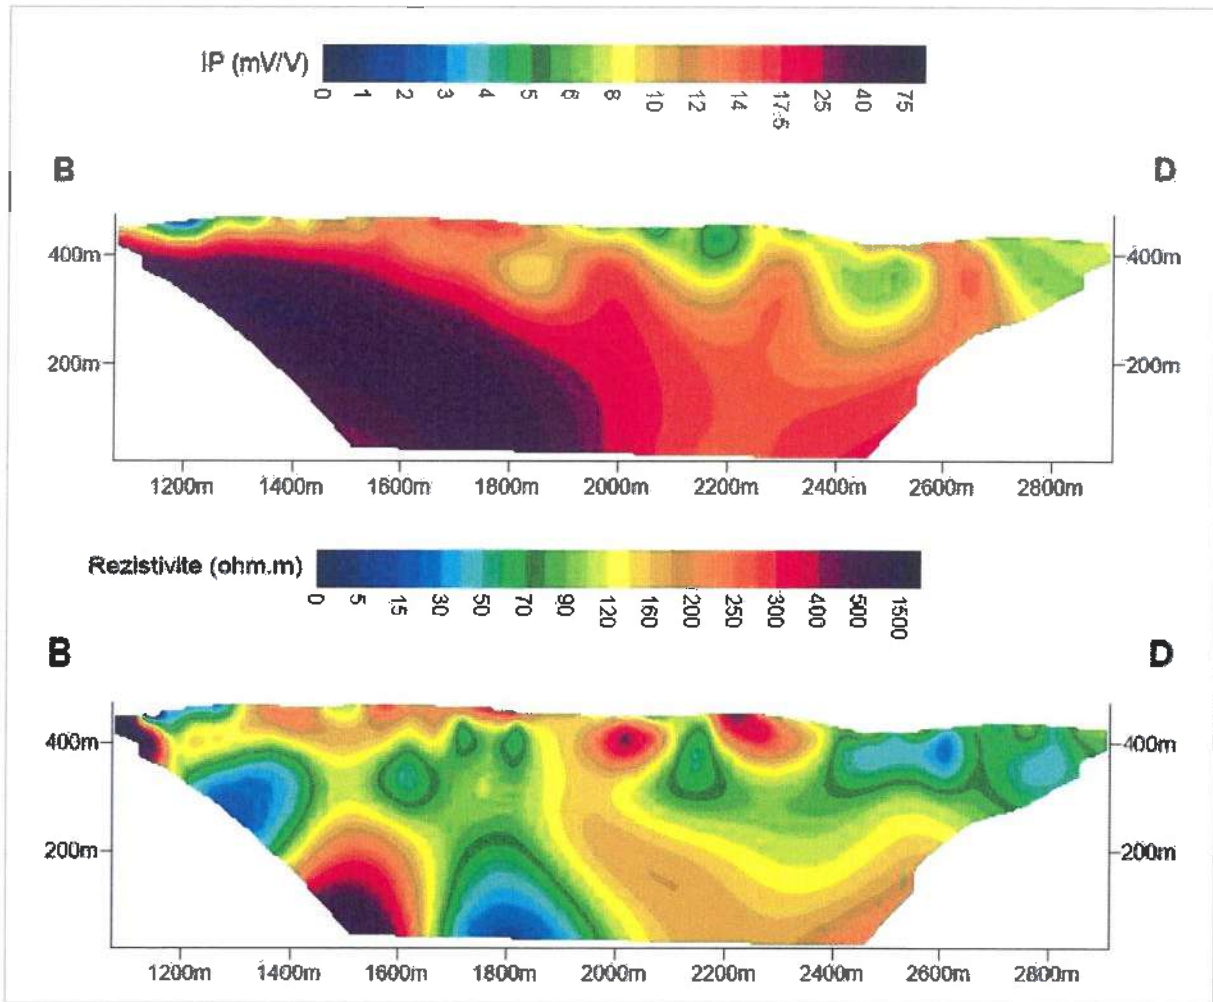 IP (mV/V)
0 1 2 3 4 5 6 8 10 12 14 17.5 25 40 75
B D
400m 400m
200m 200m
1200m 1400m 1600m 1800m 2000m 2200m 2400m 2600m 2800m
Rezistivite (ohm.m)
0 5 15 30 50 70 90 120 160 200 250 300 400 5000 1500
B D
400m 400m
200m 200m
1200m 1400m 1600m 1800m 2000m 2200m 2400m 2600m 2800m